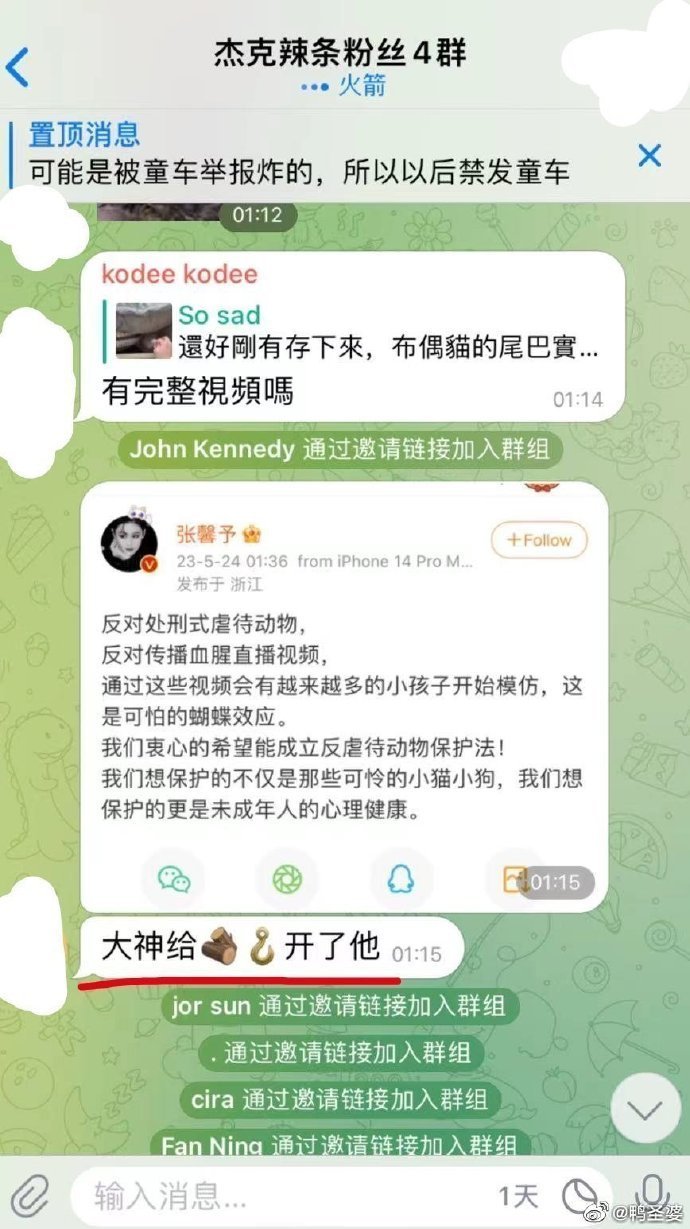 杰克辣条粉丝4群
火箭
置顶消息
可能是被童车举报炸的，所以以后禁发童车
01:12
kodee kodee
So sad
還好剛有存下來，布偶貓的尾巴實...
有完整視頻嗎
01:14
John Kennedy 通过邀请链接加入群组
张馨予
+Follow
23-5-24 01:36 from iPhone 14 Pro M...
发布于 浙江
反对处刑式虐待动物，
反对传播血腥直播视频，
通过这些视频会有越来越多的小孩子开始模仿，这
是可怕的蝴蝶效应。
我们衷心的希望能成立反虐待动物保护法！
我们想保护的不仅是那些可怜的小猫小狗，我们想
保护的更是未成年人的心理健康。
01:15
大神给🪵🪝开了他 01:15
jor sun 通过邀请链接加入群组
. 通过邀请链接加入群组
cira 通过邀请链接加入群组
Fan Ning 通过邀请链接加入群组
输入消息...
1天
@鸭圣婆